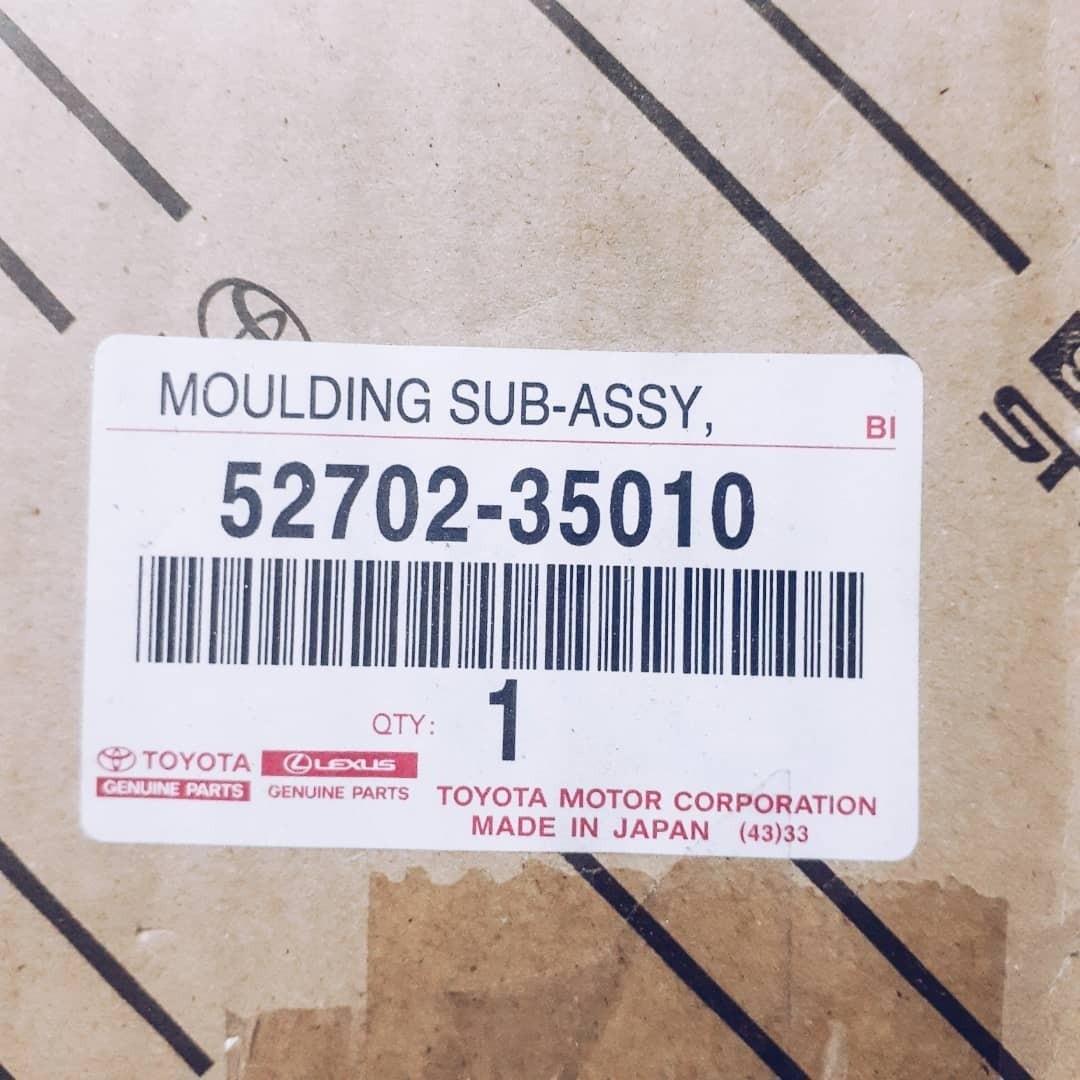 MOULDING SUB-ASSY,
BI
52702-35010
QTY: 1
TOYOTA
GENUINE PARTS
LEXUS
GENUINE PARTS
TOYOTA MOTOR CORPORATION
MADE IN JAPAN (43)33